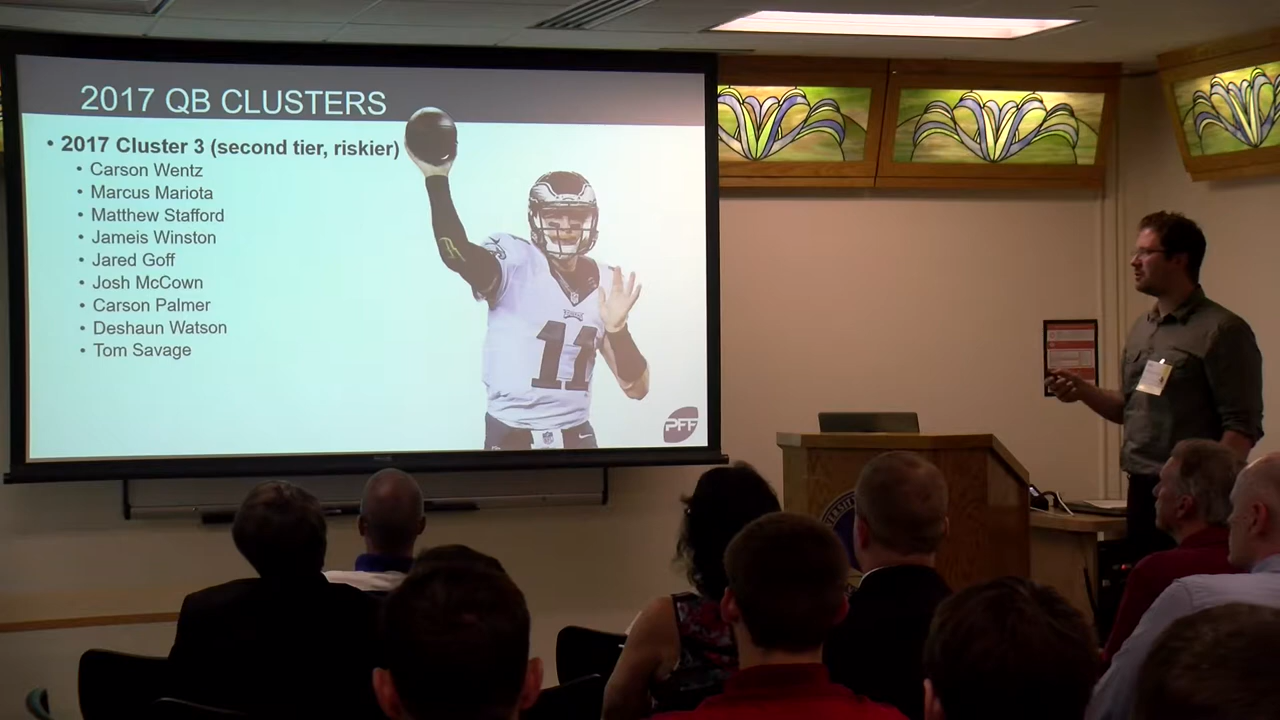 2017 QB CLUSTERS
• 2017 Cluster 3 (second tier, riskier)
• Carson Wentz
• Marcus Mariota
• Matthew Stafford
• Jameis Winston
• Jared Goff
• Josh McCown
• Carson Palmer
• Deshaun Watson
• Tom Savage
11
PFF